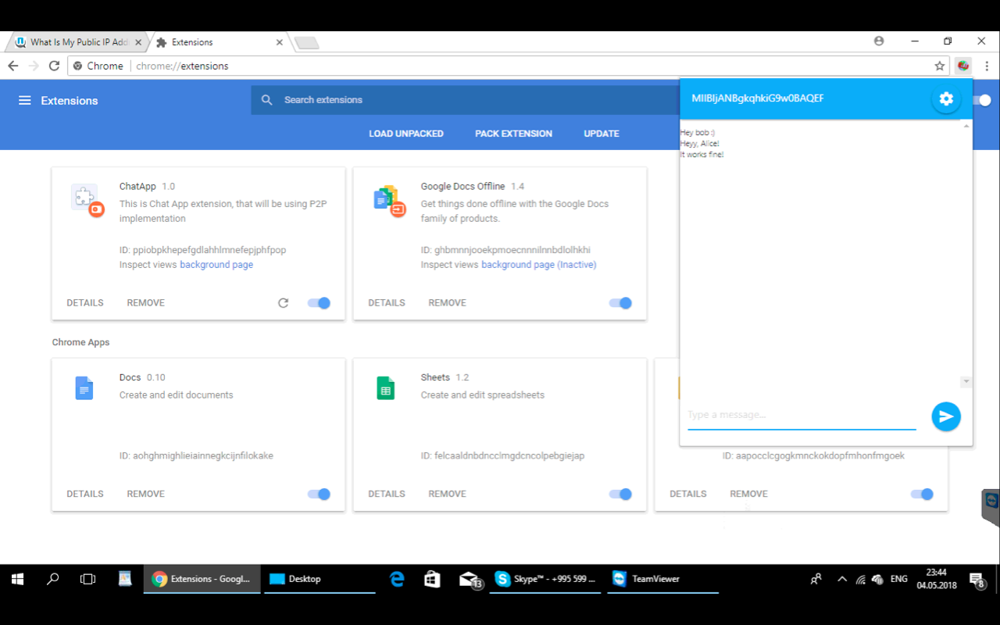 What Is My Public IP Add
Extensions
Chrome
chrome://extensions
Extensions
Search extensions
LOAD UNPACKED
PACK EXTENSION
UPDATE
MIIBIjANBgkqhkiG9w0BAQEF
Hey bob :)
Heyy, Alice!
It works fine!
Type a message...
ChatApp 1.0
This is Chat App extension, that will be using P2P
implementation
ID: ppiobpkhepefgdlahhlmnefepjphfpop
Inspect views background page
DETAILS
REMOVE
Google Docs Offline 1.4
Get things done offline with the Google Docs
family of products.
ID: ghbmnnjooekpmoecnnnilnnbdlolhkhi
Inspect views background page (Inactive)
DETAILS
REMOVE
Chrome Apps
Docs 0.10
Create and edit documents
ID: aohghmighlieiainnegkcijnfilokake
DETAILS
REMOVE
Sheets 1.2
Create and edit spreadsheets
ID: felcaaldnbdncclmgdcncolpebgiejap
DETAILS
REMOVE
ID: aapocclcgogkmnckokdopfmhonfmgoek
DETAILS
REMOVE
Extensions - Googl...
Desktop
13
Skype™ - +995 599 ...
TeamViewer
ENG
23:44
04.05.2018
8